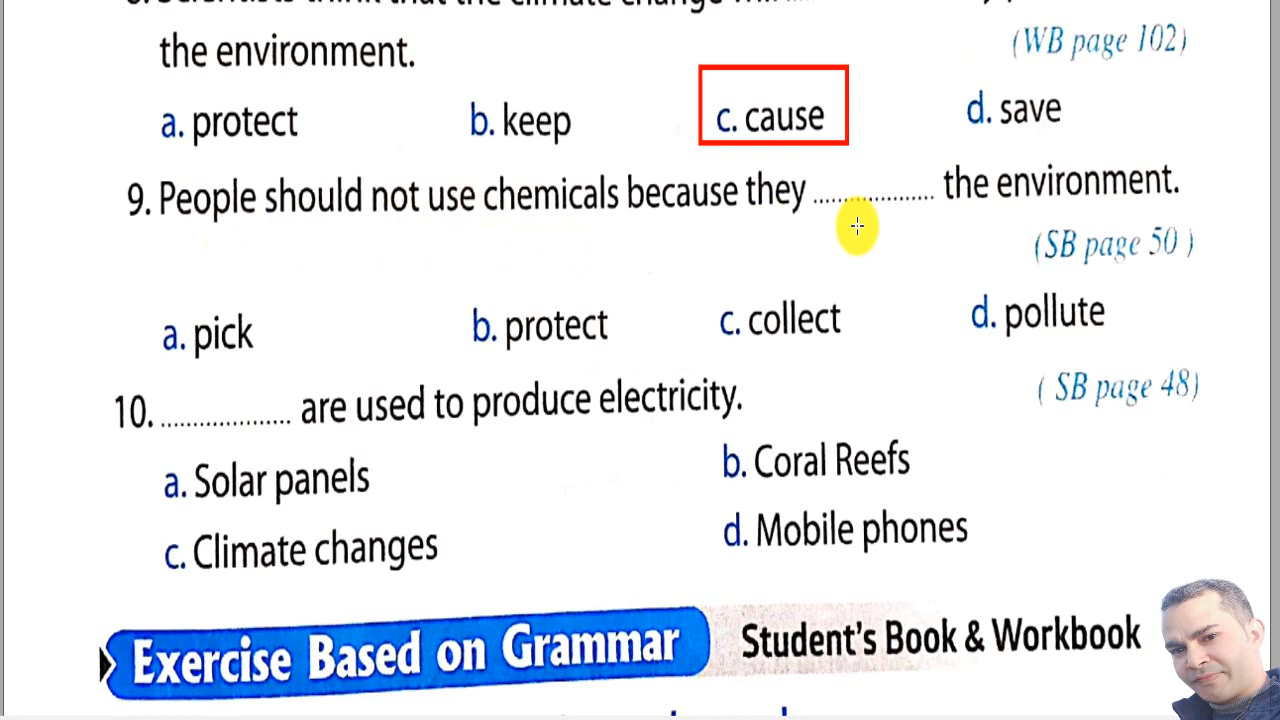 the environment.
(WB page 102)
a. protect b. keep c. cause d. save
9. People should not use chemicals because they .................... the environment.
(SB page 50 )
a. pick b. protect c. collect d. pollute
10. .................... are used to produce electricity.
( SB page 48)
a. Solar panels b. Coral Reefs
c. Climate changes d. Mobile phones
Exercise Based on Grammar Student's Book & Workbook